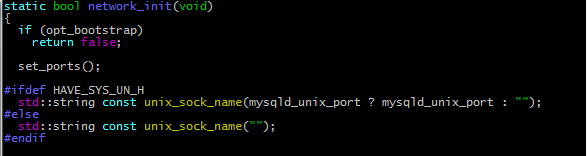 static bool network_init(void)
{
  if (opt_bootstrap)
    return false;

  set_ports();

#ifdef HAVE_SYS_UN_H
  std::string const unix_sock_name(mysqld_unix_port ? mysqld_unix_port : "");
#else
  std::string const unix_sock_name("");
#endif